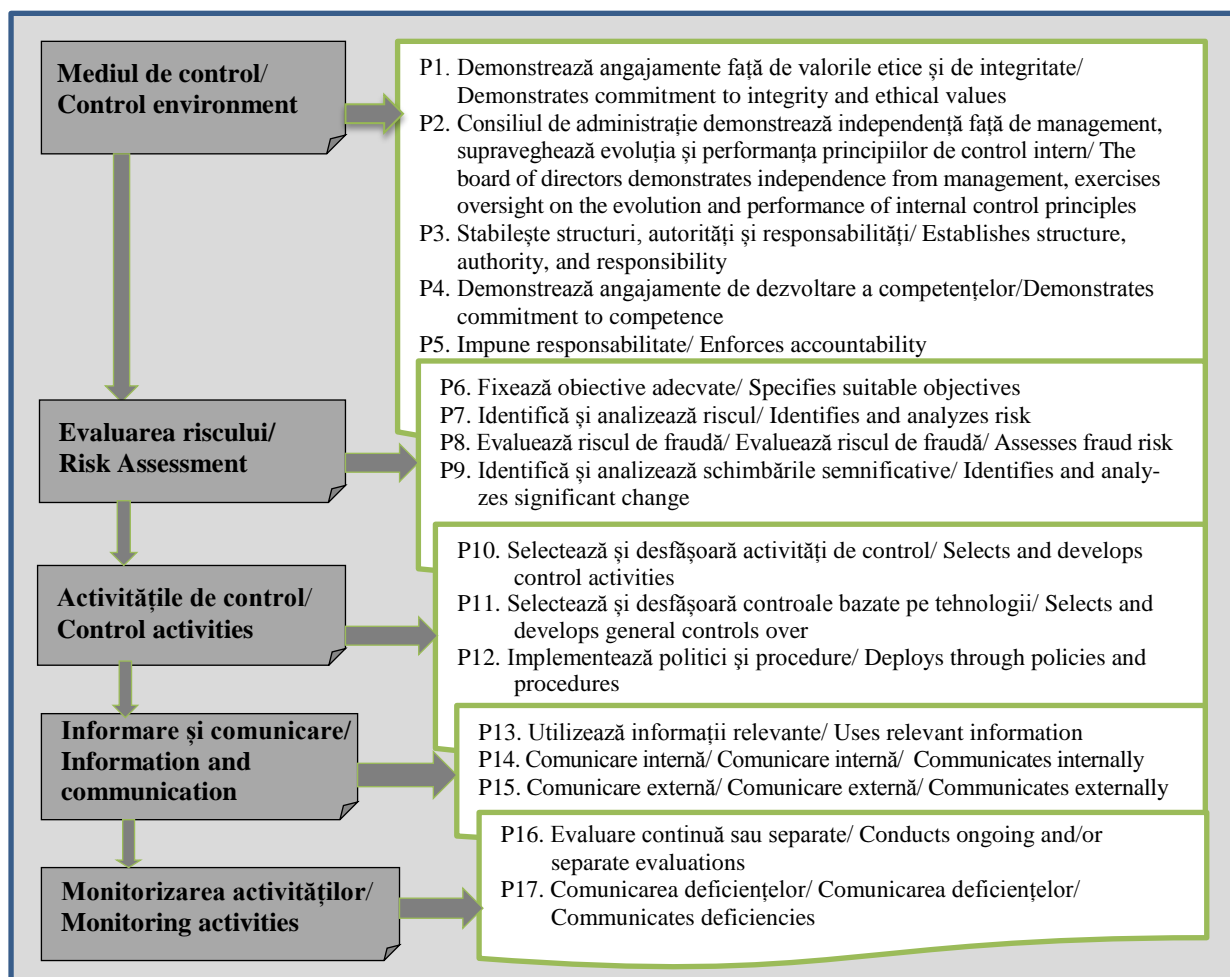 Mediul de control/
Control environment
P1. Demonstrează angajamente față de valorile etice și de integritate/
Demonstrates commitment to integrity and ethical values
P2. Consiliul de administrație demonstrează independență față de management,
supraveghează evoluția și performanța principiilor de control intern/ The
board of directors demonstrates independence from management, exercises
oversight on the evolution and performance of internal control principles
P3. Stabilește structuri, autorități și responsabilități/ Establishes structure,
authority, and responsibility
P4. Demonstrează angajamente de dezvoltare a competențelor/Demonstrates
commitment to competence
P5. Impune responsabilitate/ Enforces accountability
Evaluarea riscului/
Risk Assessment
P6. Fixează obiective adecvate/ Specifies suitable objectives
P7. Identifică și analizează riscul/ Identifies and analyzes risk
P8. Evaluează riscul de fraudă/ Evaluează riscul de fraudă/ Assesses fraud risk
P9. Identifică și analizează schimbările semnificative/ Identifies and analy-
zes significant change
Activitățile de control/
Control activities
P10. Selectează și desfășoară activități de control/ Selects and develops
control activities
P11. Selectează și desfășoară controale bazate pe tehnologii/ Selects and
develops general controls over
P12. Implementează politici și procedure/ Deploys through policies and
procedures
Informare și comunicare/
Information and
communication
P13. Utilizează informații relevante/ Uses relevant information
P14. Comunicare internă/ Comunicare internă/ Communicates internally
P15. Comunicare externă/ Comunicare externă/ Communicates externally
Monitorizarea activităților/
Monitoring activities
P16. Evaluare continuă sau separate/ Conducts ongoing and/or
separate evaluations
P17. Comunicarea deficiențelor/ Comunicarea deficiențelor/
Communicates deficiencies